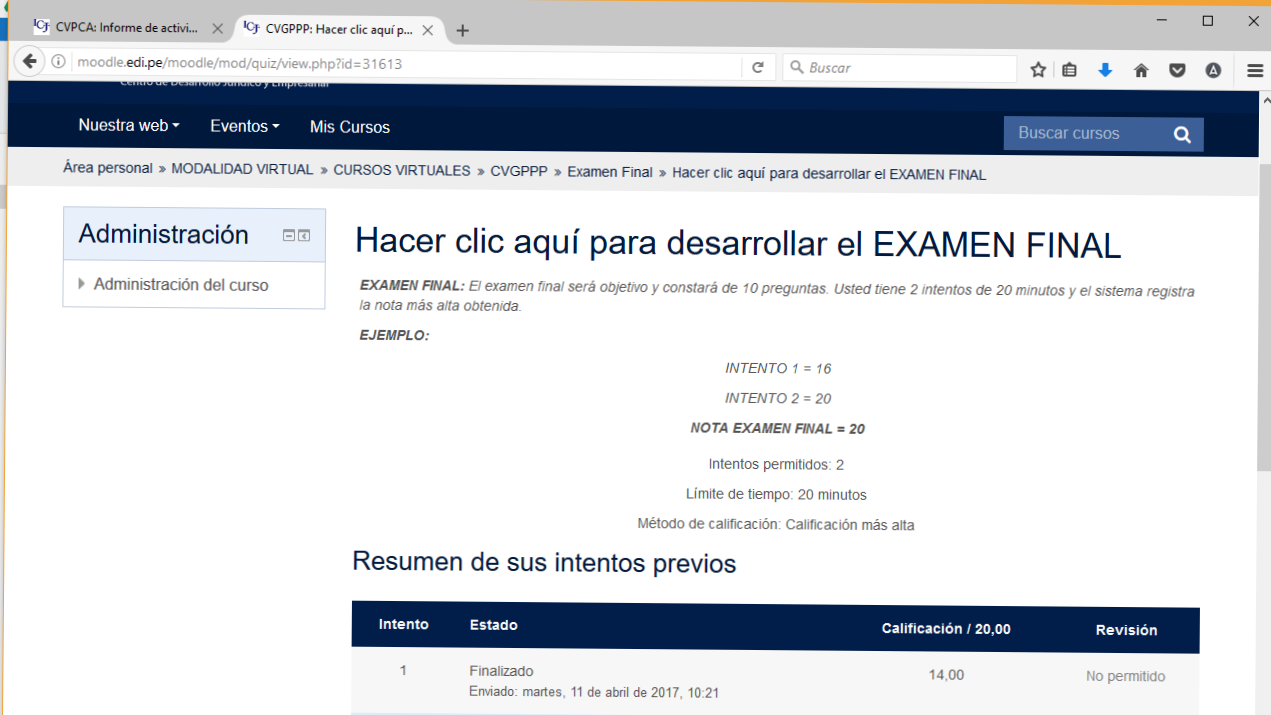 CVPCA: Informe de activi...
CVGPPP: Hacer clic aquí p...
moodle.edi.pe/moodle/mod/quiz/view.php?id=31613
Buscar
Centro de Desarrollo Jurídico y Empresarial
Nuestra web
Eventos
Mis Cursos
Buscar cursos
Área personal » MODALIDAD VIRTUAL » CURSOS VIRTUALES » CVGPPP » Examen Final » Hacer clic aquí para desarrollar el EXAMEN FINAL
Administración
Administración del curso
Hacer clic aquí para desarrollar el EXAMEN FINAL
EXAMEN FINAL: El examen final será objetivo y constará de 10 preguntas. Usted tiene 2 intentos de 20 minutos y el sistema registra
la nota más alta obtenida.
EJEMPLO:
INTENTO 1 = 16
INTENTO 2 = 20
NOTA EXAMEN FINAL = 20
Intentos permitidos: 2
Límite de tiempo: 20 minutos
Método de calificación: Calificación más alta
Resumen de sus intentos previos
Intento Estado Calificación / 20,00 Revisión
1 Finalizado 14,00 No permitido
Enviado: martes, 11 de abril de 2017, 10:21